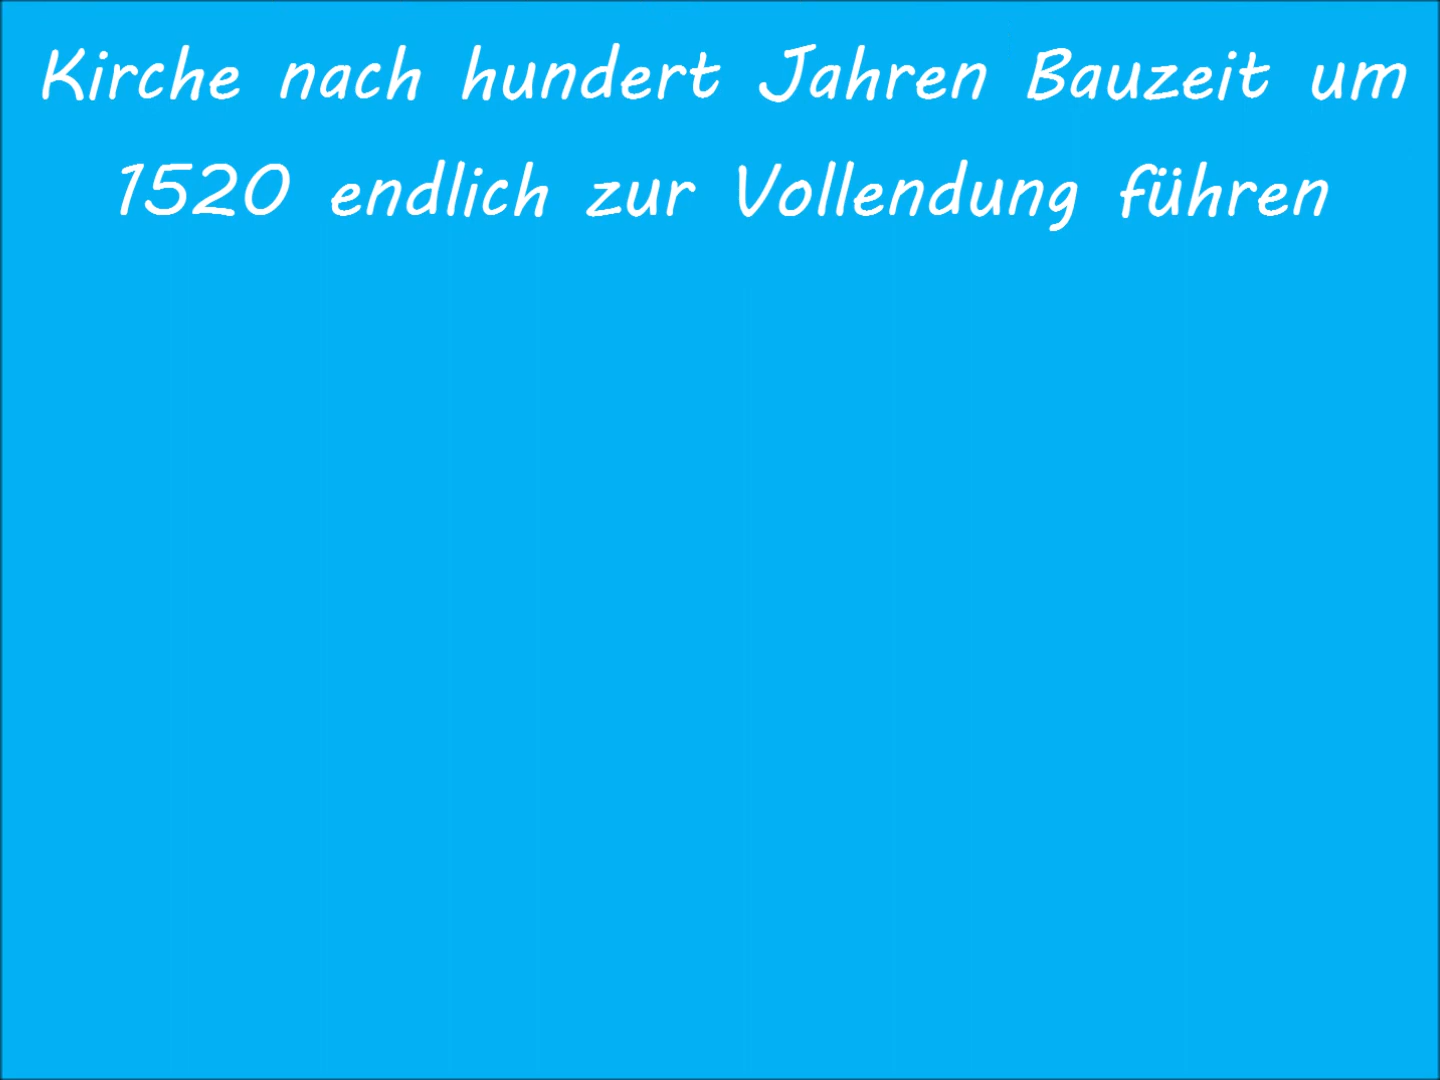 Kirche nach hundert Jahren Bauzeit um
1520 endlich zur Vollendung führen